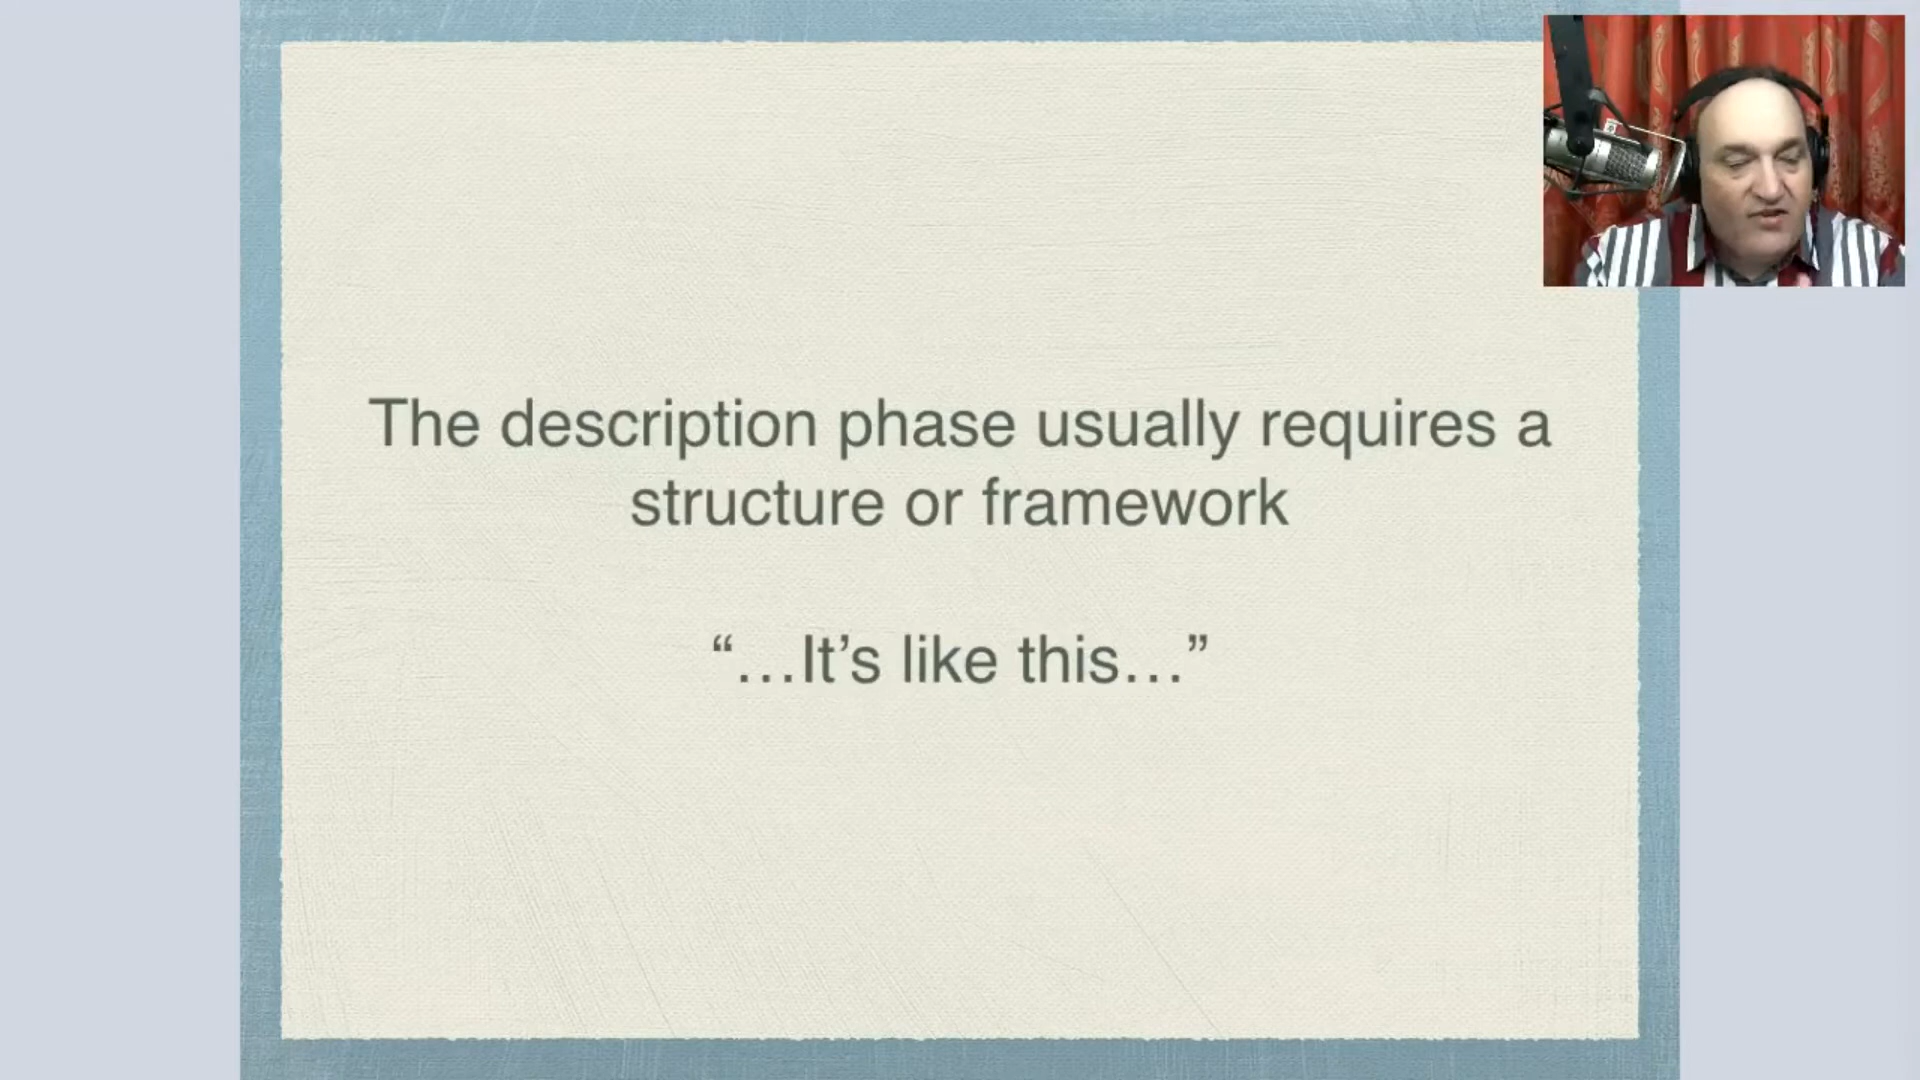 The description phase usually requires a
structure or framework
“…It’s like this…”